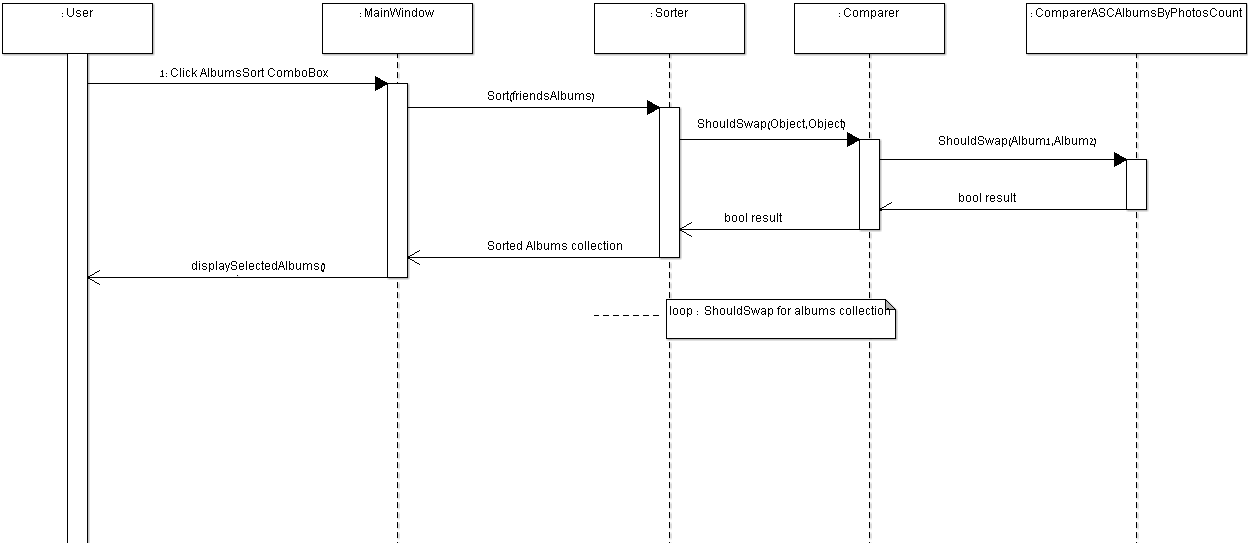 : User
: MainWindow
: Sorter
: Comparer
: ComparerASCAlbumsByPhotosCount
1: Click AlbumsSort ComboBox
Sort(friendsAlbums)
ShouldSwap(Object,Object)
ShouldSwap(Album1,Album2)
bool result
bool result
Sorted Albums collection
displaySelectedAlbums()
loop : ShouldSwap for albums collection